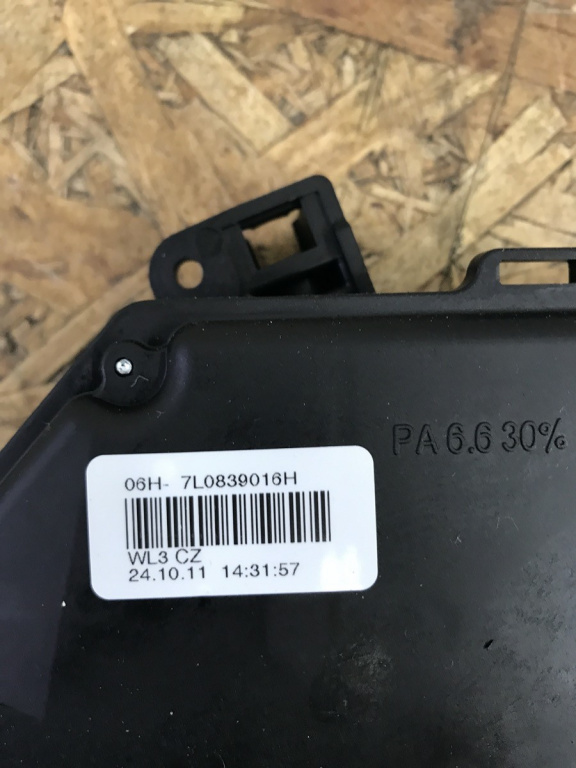 PA 6.6 30%
06H- 7L0839016H
WL3 CZ
24.10.11 14:31:57